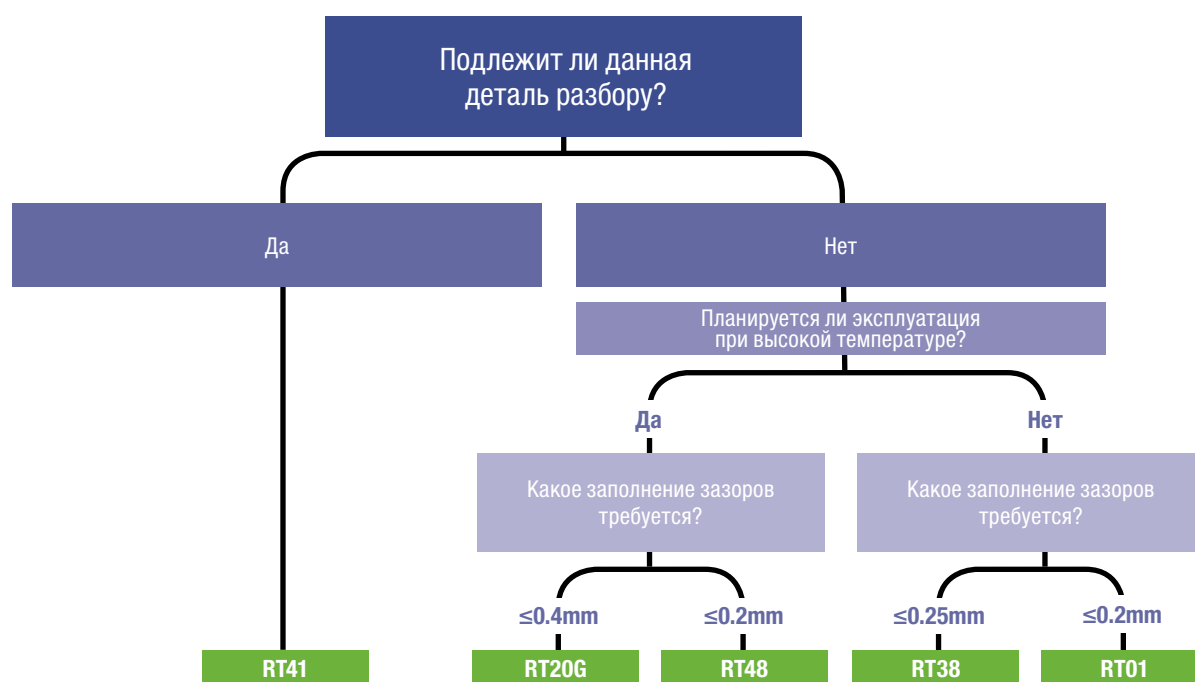 Подлежит ли данная
деталь разбору?
Да
Нет
Планируется ли эксплуатация
при высокой температуре?
Да
Нет
Какое заполнение зазоров
требуется?
Какое заполнение зазоров
требуется?
≤0.4mm
≤0.2mm
≤0.25mm
≤0.2mm
RT41
RT20G
RT48
RT38
RT01